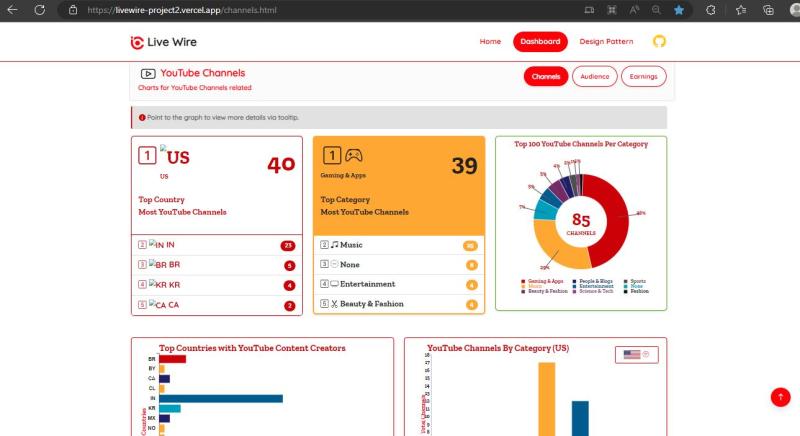 https://livewire-project2.vercel.app/channels.html
Live Wire
Home
Dashboard
Design Pattern
YouTube Channels
Charts for YouTube Channels related
Channels
Audience
Earnings
Point to the graph to view more details via tooltip.
1
US
US
40
Top Country
Most YouTube Channels
2 IN IN 23
3 BR BR 5
4 KR KR 4
5 CA CA 2
1
Gaming & Apps
39
Top Category
Most YouTube Channels
2 Music
3 None
4 Entertainment 4
5 Beauty & Fashion 4
Top 100 YouTube Channels Per Category
85
CHANNELS
7%
5%
5%
4%
Gaming & Apps
People & Blogs
Sports
Music
Entertainment
None
Beauty & Fashion
Science & Tech
Fashion
Top Countries with YouTube Content Creators
BR
BY
CA
CL
IN
KR
MX
NO
Countries
YouTube Channels By Category (US)
18
17
16
15
14
13
12
11
10
9
8
Total Channels